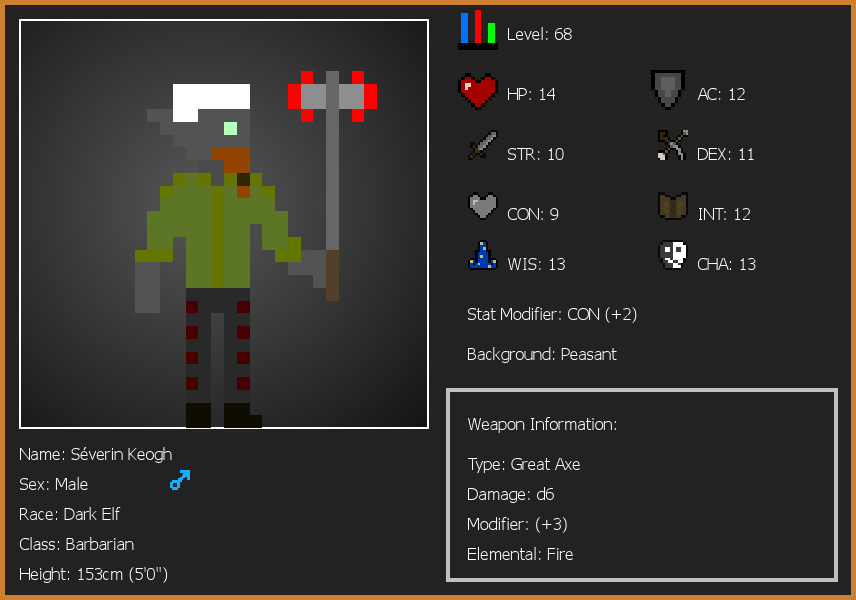 Level: 68
HP: 14
AC: 12
STR: 10
DEX: 11
CON: 9
INT: 12
WIS: 13
CHA: 13
Stat Modifier: CON (+2)
Background: Peasant
Weapon Information:
Type: Great Axe
Damage: d6
Modifier: (+3)
Elemental: Fire
Name: Séverin Keogh
Sex: Male
Race: Dark Elf
Class: Barbarian
Height: 153cm (5'0")